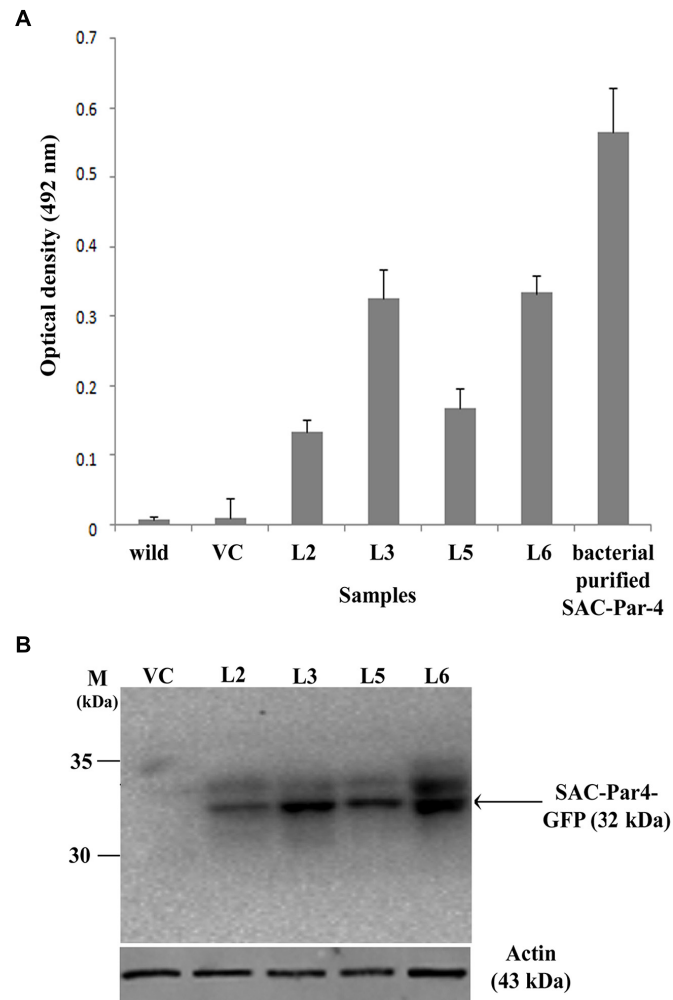 A
0.7
0.6
0.5
0.4
0.3
0.2
0.1
0
Optical density (492 nm)
wild VC L2 L3 L5 L6 bacterial
purified
SAC-Par-4
Samples
B
M VC L2 L3 L5 L6
(kDa)
35
SAC-Par4-
GFP (32 kDa)
30
Actin
(43 kDa)